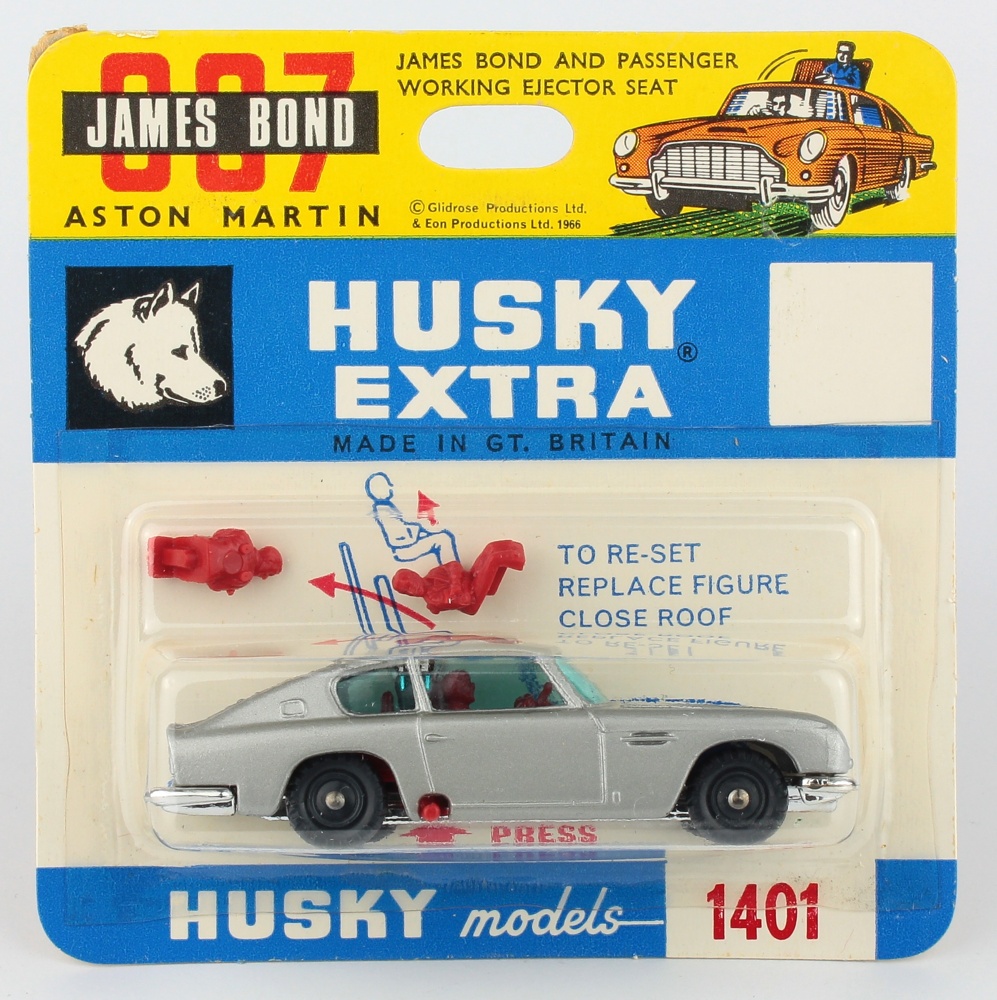 007
JAMES BOND
ASTON MARTIN
JAMES BOND AND PASSENGER
WORKING EJECTOR SEAT
© Glidrose Productions Ltd.
& Eon Productions Ltd. 1966
HUSKY
EXTRA®
MADE IN GT. BRITAIN
TO RE-SET
REPLACE FIGURE
CLOSE ROOF
PRESS
HUSKY models
1401